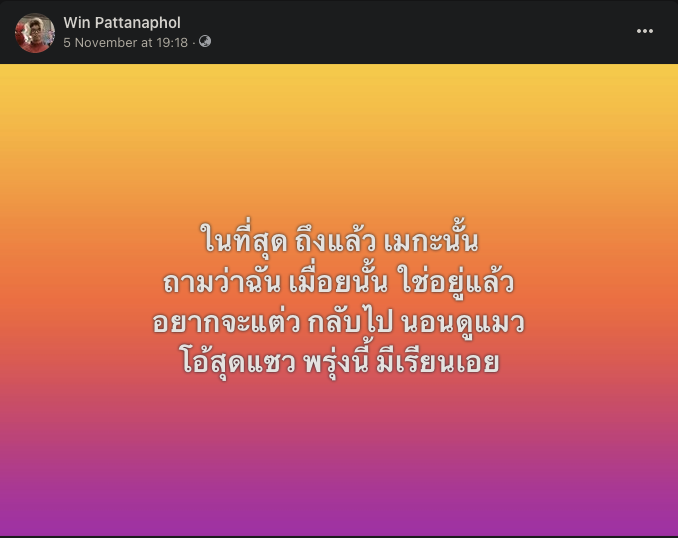 Win Pattanaphol
5 November at 19:18 ·
ในที่สุด ถึงแล้ว เมกะนั้น
ถามว่าฉัน เมื่อยนั้น ใช่อยู่แล้ว
อยากจะแต่ว กลับไป นอนดูแมว
โอ้สุดแซว พรุ่งนี้ มีเรียนเอย